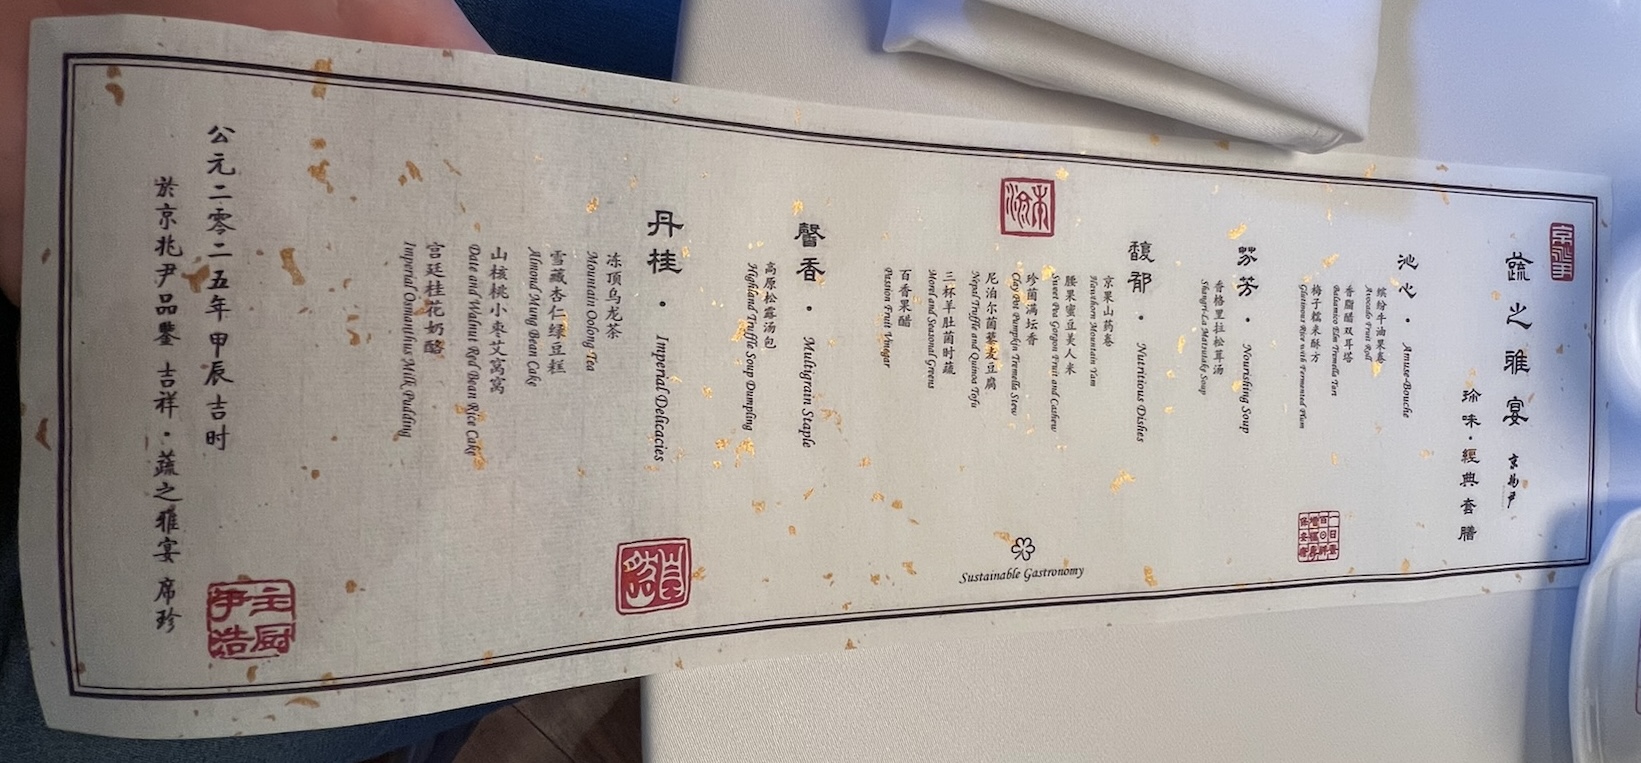 京兆尹
蔬之雅宴 京兆尹
珍味·經典套膳
沁心·Amuse-Bouche
缤纷牛油果卷
Avocado Fruit Roll
香脂醋双耳塔
Balsamico Elm Tremella Tart
梅子糯米酥方
Glutinous Rice with Fermented Plum
芬芳·Nourishing Soup
香格里拉松茸汤
Shangri-La Matsutake Soup
馥郁·Nutritious Dishes
京果山药卷
Hawthorn Mountain Yam
腰果蜜豆美人米
Sweet Pea Gorgon Fruit and Cashew
珍菌满坛香
Clay Pot Pumpkin Tremella Stew
尼泊尔菌藜麦豆腐
Nepal Truffle and Quinoa Tofu
三杯羊肚菌时蔬
Morel and Seasonal Greens
百香果醋
Passion Fruit Vinegar
馨香·Multigrain Staple
高原松露汤包
Highland Truffle Soup Dumpling
丹桂·Imperial Delicacies
冻顶乌龙茶
Mountain Oolong Tea
雪藏杏仁绿豆糕
Almond Mung Bean Cake
山核桃小枣艾窝窝
Date and Walnut Red Bean Rice Cake
宫廷桂花奶酪
Imperial Osmanthus Milk Pudding
Sustainable Gastronomy
公元二零二五年甲辰吉时
於京兆尹品鑒 吉祥·蔬之雅宴 席珍
主厨
尹浩